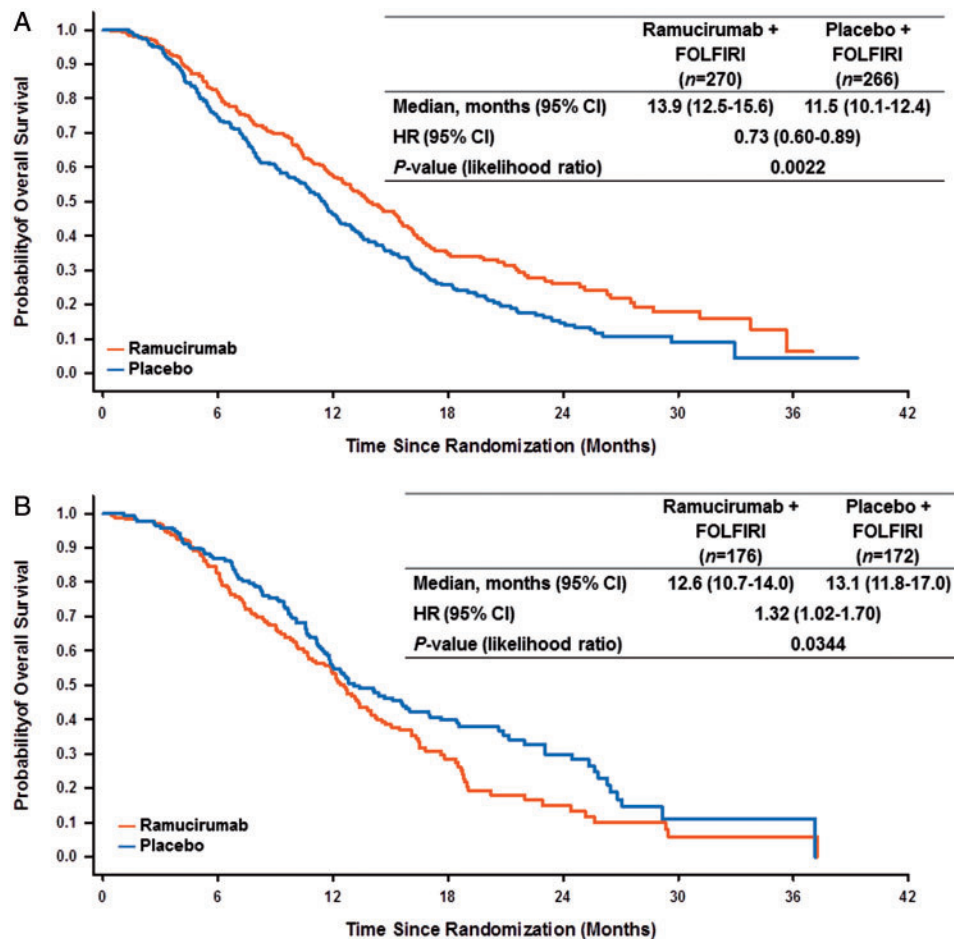 A
Ramucirumab + FOLFIRI (n=270) Placebo + FOLFIRI (n=266)
Median, months (95% CI) 13.9 (12.5-15.6) 11.5 (10.1-12.4)
HR (95% CI) 0.73 (0.60-0.89)
P-value (likelihood ratio) 0.0022
Probabilityof Overall Survival
1.0
0.9
0.8
0.7
0.6
0.5
0.4
0.3
0.2
0.1
0.0
Ramucirumab
Placebo
0 6 12 18 24 30 36 42
Time Since Randomization (Months)
B
Ramucirumab + FOLFIRI (n=176) Placebo + FOLFIRI (n=172)
Median, months (95% CI) 12.6 (10.7-14.0) 13.1 (11.8-17.0)
HR (95% CI) 1.32 (1.02-1.70)
P-value (likelihood ratio) 0.0344
Probabilityof Overall Survival
1.0
0.9
0.8
0.7
0.6
0.5
0.4
0.3
0.2
0.1
0.0
Ramucirumab
Placebo
0 6 12 18 24 30 36 42
Time Since Randomization (Months)